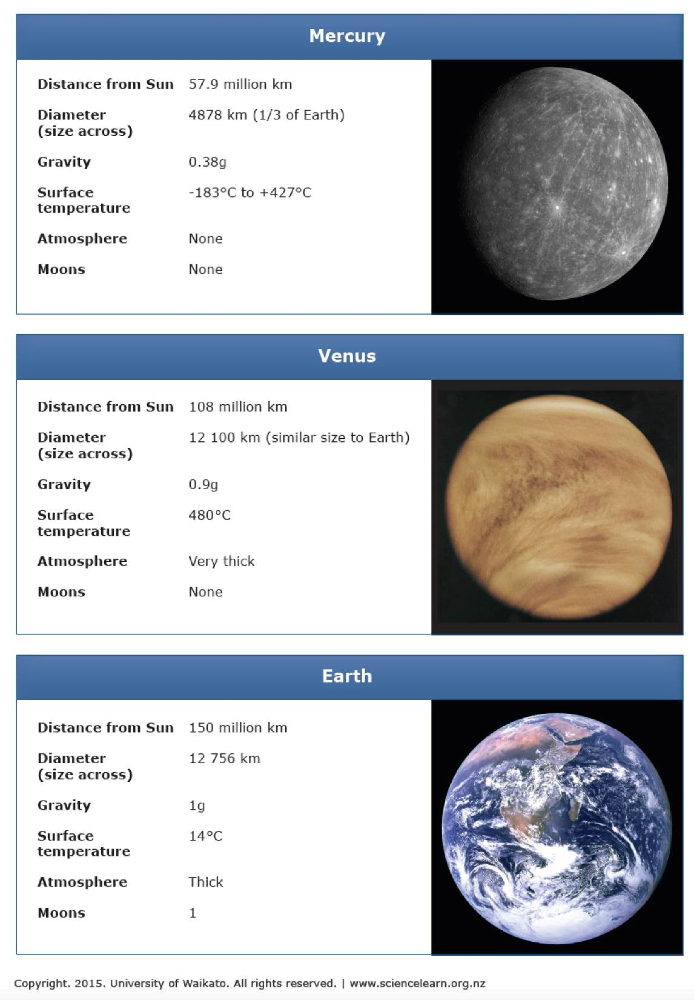 Mercury
Distance from Sun 57.9 million km
Diameter 4878 km (1/3 of Earth)
(size across)
Gravity 0.38g
Surface -183°C to +427°C
temperature
Atmosphere None
Moons None
Venus
Distance from Sun 108 million km
Diameter 12 100 km (similar size to Earth)
(size across)
Gravity 0.9g
Surface 480°C
temperature
Atmosphere Very thick
Moons None
Earth
Distance from Sun 150 million km
Diameter 12 756 km
(size across)
Gravity 1g
Surface 14°C
temperature
Atmosphere Thick
Moons 1
Copyright. 2015. University of Waikato. All rights reserved. | www.sciencelearn.org.nz